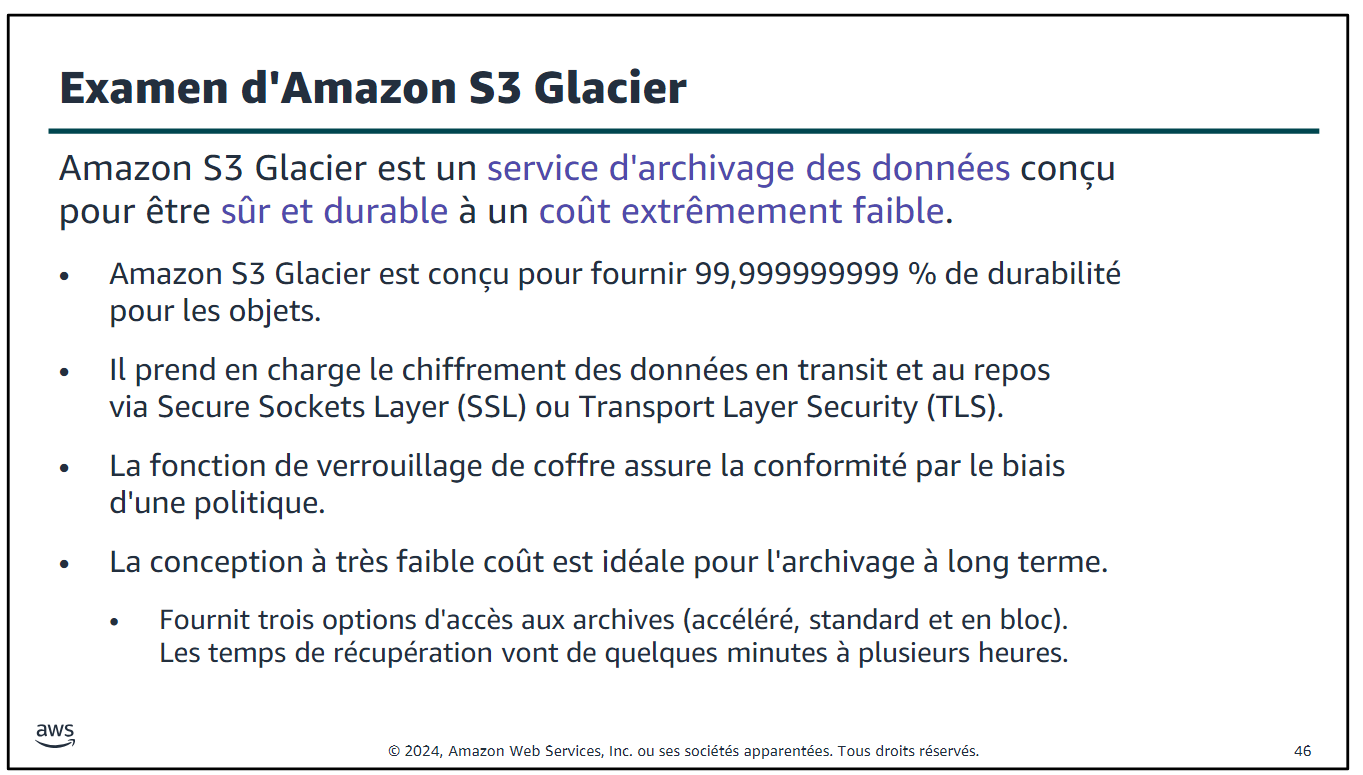 Examen d'Amazon S3 Glacier
Amazon S3 Glacier est un service d'archivage des données conçu
pour être sûr et durable à un coût extrêmement faible.
• Amazon S3 Glacier est conçu pour fournir 99,999999999 % de durabilité
pour les objets.
• Il prend en charge le chiffrement des données en transit et au repos
via Secure Sockets Layer (SSL) ou Transport Layer Security (TLS).
• La fonction de verrouillage de coffre assure la conformité par le biais
d'une politique.
• La conception à très faible coût est idéale pour l'archivage à long terme.
• Fournit trois options d'accès aux archives (accéléré, standard et en bloc).
Les temps de récupération vont de quelques minutes à plusieurs heures.
aws
© 2024, Amazon Web Services, Inc. ou ses sociétés apparentées. Tous droits réservés.
46